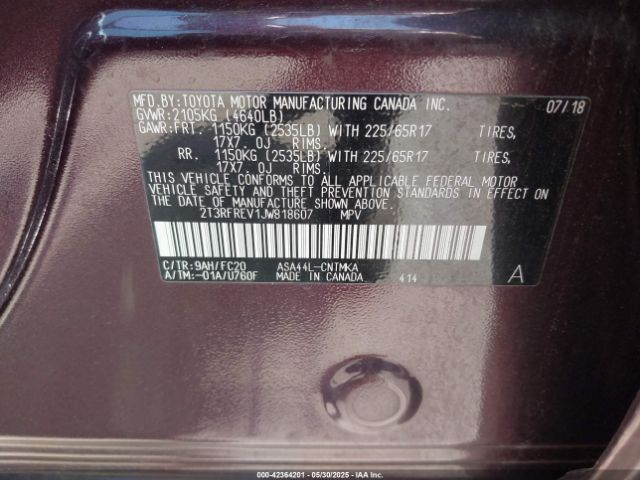 MFD.BY:TOYOTA MOTOR MANUFACTURING CANADA INC. 07/18
GVWR:2105KG (4640LB)
GAWR:FRT. 1150KG (2535LB) WITH 225/65R17 TIRES,
17X7.0J RIMS.
RR. 1150KG (2535LB) WITH 225/65R17 TIRES,
17X7.0J RIMS.
THIS VEHICLE CONFORMS TO ALL APPLICABLE FEDERAL MOTOR
VEHICLE SAFETY AND THEFT PREVENTION STANDARDS IN EFFECT ON
THE DATE OF MANUFACTURE SHOWN ABOVE.
2T3RFREV1JW818607 MPV
C/TR:9AH/FC20 ASA44L-CNTMKA
A/TM:-01A/0760F MADE IN CANADA 414 A
000-42364201 - 05/30/2025 - IAA